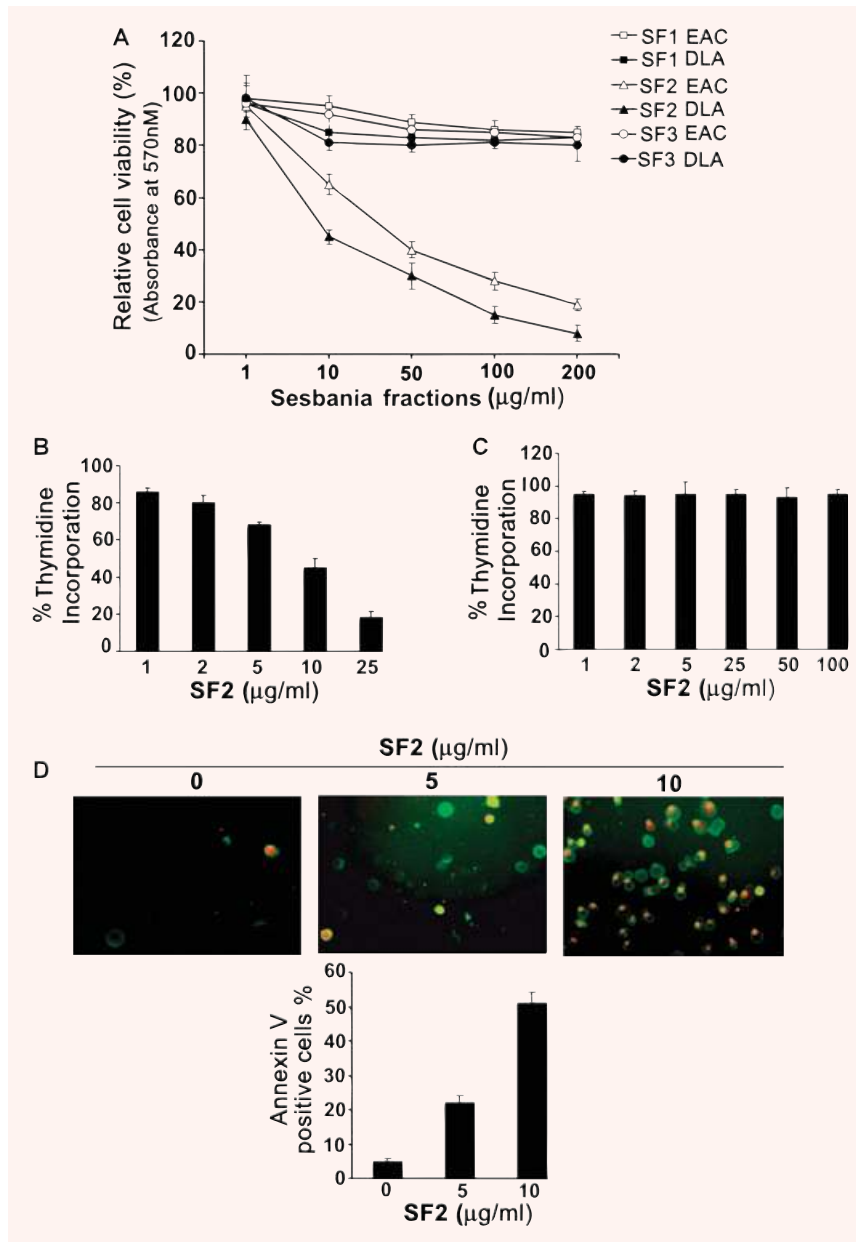 A
120
100
80
60
40
20
0
Relative cell viability (%)
(Absorbance at 570nM)
1 10 50 100 200
Sesbania fractions (μg/ml)
SF1 EAC
SF1 DLA
SF2 EAC
SF2 DLA
SF3 EAC
SF3 DLA
B
100
80
60
40
20
0
% Thymidine
Incorporation
1 2 5 10 25
SF2 (μg/ml)
C
120
100
80
60
40
20
0
% Thymidine
Incorporation
1 2 5 25 50 100
SF2 (μg/ml)
D
SF2 (μg/ml)
0 5 10
60
50
40
30
20
10
0
Annexin V
positive cells %
0 5 10
SF2 (μg/ml)